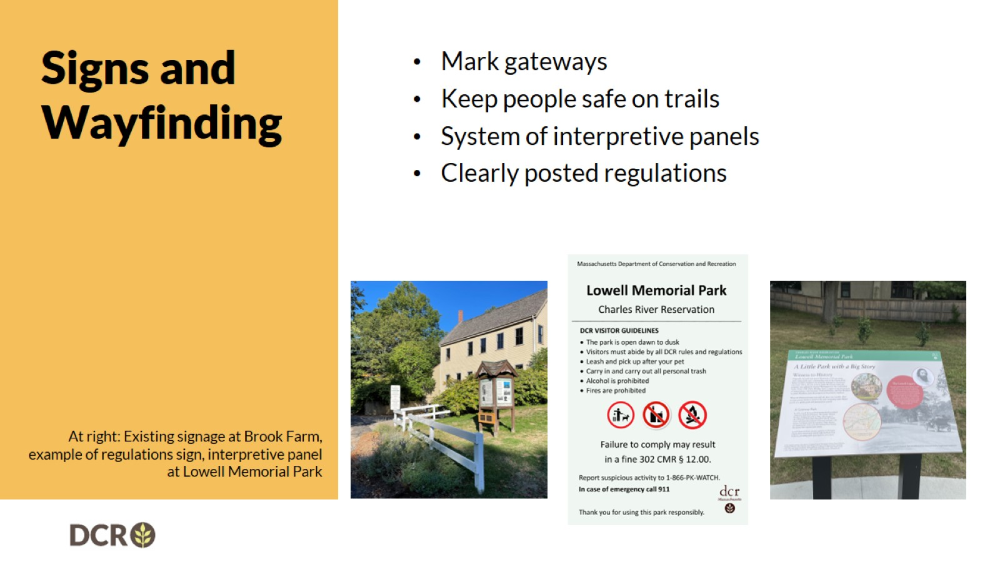 Signs and
Wayfinding
• Mark gateways
• Keep people safe on trails
• System of interpretive panels
• Clearly posted regulations
At right: Existing signage at Brook Farm,
example of regulations sign, interpretive panel
at Lowell Memorial Park
Massachusetts Department of Conservation and Recreation
Lowell Memorial Park
Charles River Reservation
DCR VISITOR GUIDELINES
• The park is open dawn to dusk
• Visitors must abide by all DCR rules and regulations
• Leash and pick up after your pet
• Carry in and carry out all personal trash
• Alcohol is prohibited
• Fires are prohibited
Failure to comply may result
in a fine 302 CMR § 12.00.
Report suspicious activity to 1-866-PK-WATCH.
In case of emergency call 911
dcr
Massachusetts
Thank you for using this park responsibly.
CHARLES RIVER RESERVATION
Lowell Memorial Park
A Little Park with a Big Story
Witness to History
DCR